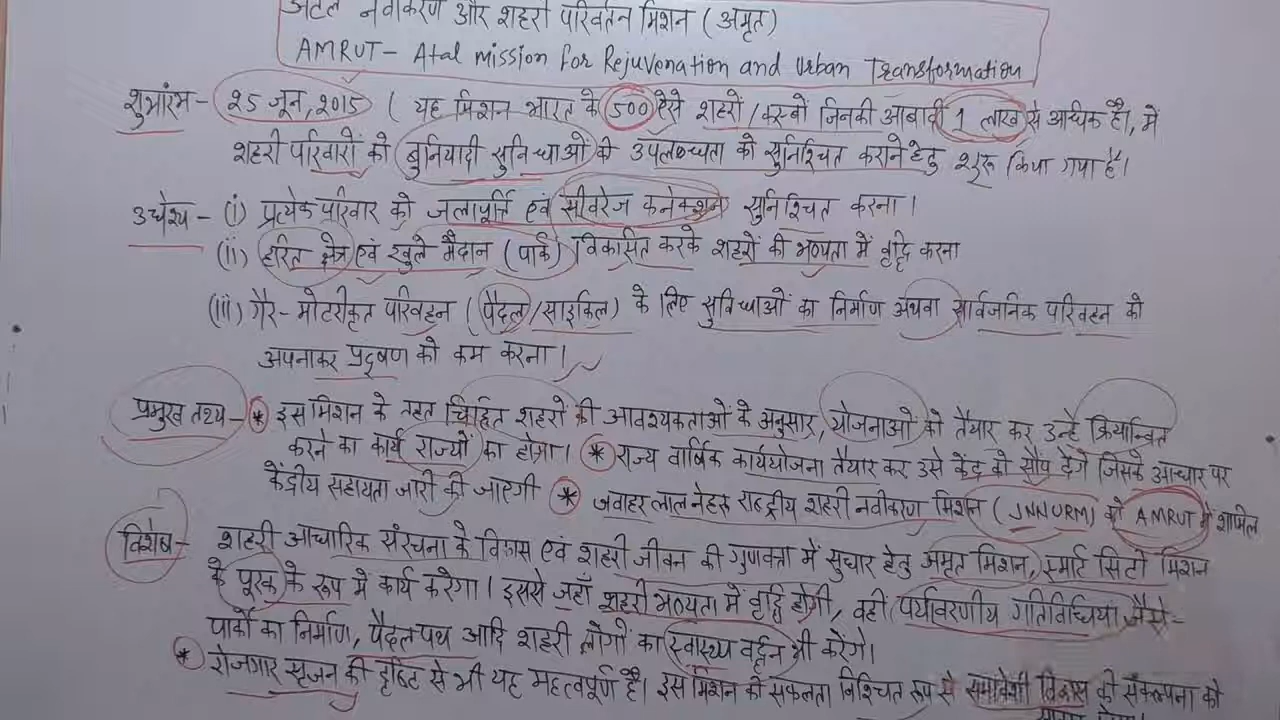 अटल नवीकरण और शहरी परिवर्तन मिशन (अमृत)
AMRUT- Atal mission for Rejuvenation and Urban Transformation
शुभारंभ- 25 जून, 2015 ( यह मिशन भारत के 500 ऐसे शहरों/कस्बों जिनकी आबादी 1 लाख से अधिक है, में
शहरी परिवारों को बुनियादी सुविधाओं की उपलब्धता को सुनिश्चित कराने हेतु शुरू किया गया है।
उद्देश्य- (i) प्रत्येक परिवार को जलापूर्ति एवं सीवरेज कनेक्शन सुनिश्चित करना।
(ii) हरित क्षेत्र एवं खुले मैदान (पार्क) विकासित करके शहरों की भव्यता में वृद्धि करना
(iii) गैर-मोटरीकृत परिवहन (पैदल/साइकिल) के लिए सुविधाओं का निर्माण अथवा सार्वजनिक परिवहन को
अपनाकर प्रदूषण को कम करना।
प्रमुख तथ्य- * इस मिशन के तहत चिह्नित शहरों की आवश्यकताओं के अनुसार, योजनाओं को तैयार कर उन्हें क्रियान्वित
करने का कार्य राज्यों का होगा। * राज्य वार्षिक कार्ययोजना तैयार कर उसे केंद्र को सौंप देंगे जिसके आधार पर
केंद्रीय सहायता जारी की जाएगी * जवाहर लाल नेहरू राष्ट्रीय शहरी नवीकरण मिशन (JNNURM) को AMRUT में शामिल
विशेष- शहरी आधारिक संरचना के विकास एवं शहरी जीवन की गुणवत्ता में सुधार हेतु अमृत मिशन, स्मार्ट सिटी मिशन
के पूरक के रूप में कार्य करेगा। इससे जहाँ शहरी भव्यता में वृद्धि होगी, वहीं पर्यावरणीय गतिविधियां जैसे-
पार्कों का निर्माण, पैदल पथ आदि शहरी लोगों का स्वास्थ्य वर्द्धन भी करेंगे।
* रोजगार सृजन की दृष्टि से भी यह महत्वपूर्ण है। इस मिशन की सफलता निश्चित रूप से समावेशी विकास की संकल्पना को